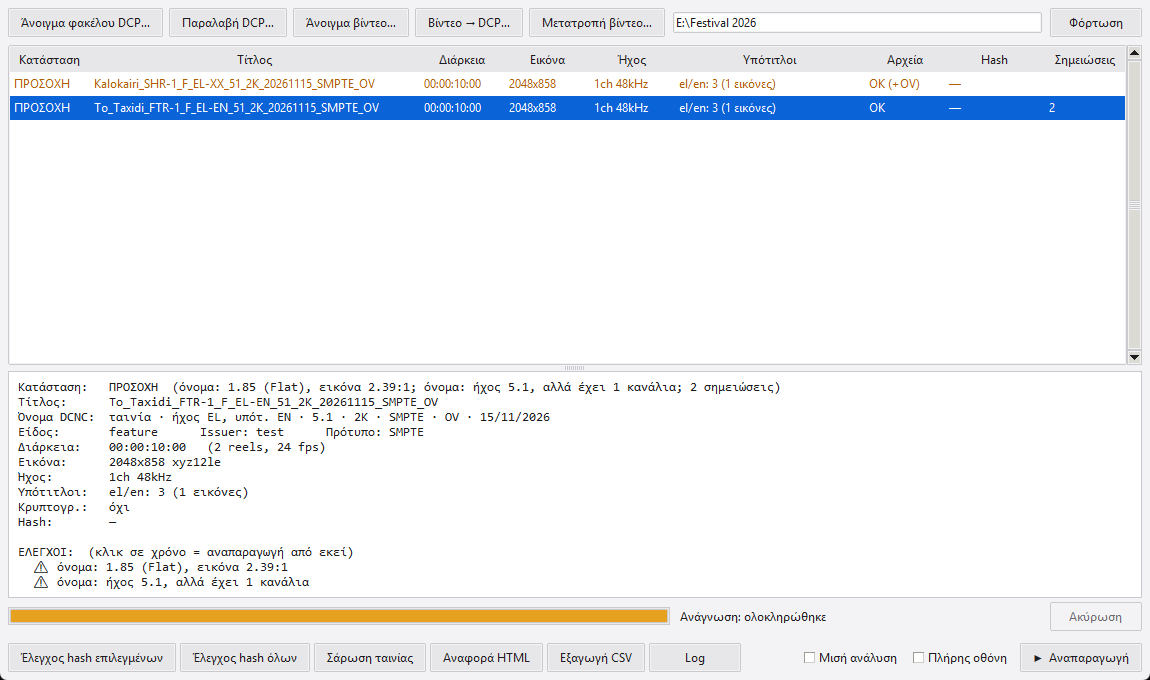 Άνοιγμα φακέλου DCP... Παραλαβή DCP... Άνοιγμα βίντεο... Βίντεο → DCP... Μετατροπή βίντεο... E:\Festival 2026 Φόρτωση
Κατάσταση Τίτλος Διάρκεια Εικόνα Ήχος Υπότιτλοι Αρχεία Hash Σημειώσεις
ΠΡΟΣΟΧΗ Kalokairi_SHR-1_F_EL-XX_51_2K_20261115_SMPTE_OV 00:00:10:00 2048x858 1ch 48kHz el/en: 3 (1 εικόνες) OK (+OV) —
ΠΡΟΣΟΧΗ To_Taxidi_FTR-1_F_EL-EN_51_2K_20261115_SMPTE_OV 00:00:10:00 2048x858 1ch 48kHz el/en: 3 (1 εικόνες) OK — 2
Κατάσταση: ΠΡΟΣΟΧΗ (όνομα: 1.85 (Flat), εικόνα 2.39:1; όνομα: ήχος 5.1, αλλά έχει 1 κανάλια; 2 σημειώσεις)
Τίτλος: To_Taxidi_FTR-1_F_EL-EN_51_2K_20261115_SMPTE_OV
Όνομα DCNC: ταινία · ήχος EL, υπότ. EN · 5.1 · 2K · SMPTE · OV · 15/11/2026
Είδος: feature Issuer: test Πρότυπο: SMPTE
Διάρκεια: 00:00:10:00 (2 reels, 24 fps)
Εικόνα: 2048x858 xyz12le
Ήχος: 1ch 48kHz
Υπότιτλοι: el/en: 3 (1 εικόνες)
Κρυπτογρ.: όχι
Hash: —
ΕΛΕΓΧΟΙ: (κλικ σε χρόνο = αναπαραγωγή από εκεί)
⚠ όνομα: 1.85 (Flat), εικόνα 2.39:1
⚠ όνομα: ήχος 5.1, αλλά έχει 1 κανάλια
Ανάγνωση: ολοκληρώθηκε Ακύρωση
Έλεγχος hash επιλεγμένων Έλεγχος hash όλων Σάρωση ταινίας Αναφορά HTML Εξαγωγή CSV Log Μισή ανάλυση Πλήρης οθόνη ► Αναπαραγωγή